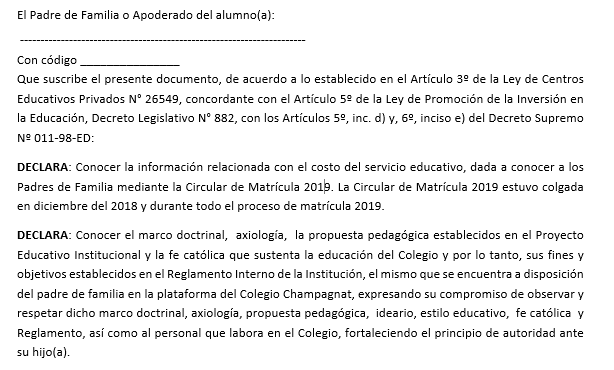 El Padre de Familia o Apoderado del alumno(a):
-----------------------------------------------------------------------
Con código _______________
Que suscribe el presente documento, de acuerdo a lo establecido en el Artículo 3º de la Ley de Centros
Educativos Privados N° 26549, concordante con el Artículo 5º de la Ley de Promoción de la Inversión en
la Educación, Decreto Legislativo N° 882, con los Artículos 5º, inc. d) y, 6º, inciso e) del Decreto Supremo
Nº 011-98-ED:
DECLARA: Conocer la información relacionada con el costo del servicio educativo, dada a conocer a los
Padres de Familia mediante la Circular de Matrícula 2019. La Circular de Matrícula 2019 estuvo colgada
en diciembre del 2018 y durante todo el proceso de matrícula 2019.
DECLARA: Conocer el marco doctrinal, axiología, la propuesta pedagógica establecidos en el Proyecto
Educativo Institucional y la fe católica que sustenta la educación del Colegio y por lo tanto, sus fines y
objetivos establecidos en el Reglamento Interno de la Institución, el mismo que se encuentra a disposición
del padre de familia en la plataforma del Colegio Champagnat, expresando su compromiso de observar y
respetar dicho marco doctrinal, axiología, propuesta pedagógica, ideario, estilo educativo, fe católica y
Reglamento, así como al personal que labora en el Colegio, fortaleciendo el principio de autoridad ante
su hijo(a).